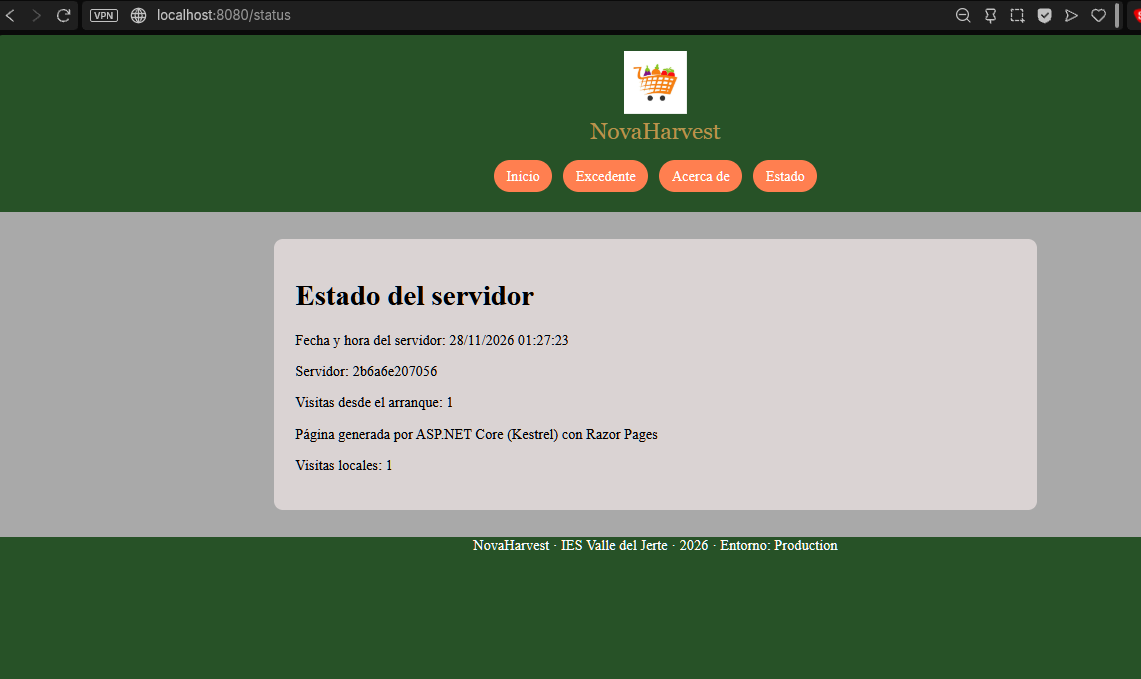 VPN localhost:8080/status
NovaHarvest
Inicio Excedente Acerca de Estado
Estado del servidor
Fecha y hora del servidor: 28/11/2026 01:27:23
Servidor: 2b6a6e207056
Visitas desde el arranque: 1
Página generada por ASP.NET Core (Kestrel) con Razor Pages
Visitas locales: 1
NovaHarvest · IES Valle del Jerte · 2026 · Entorno: Production